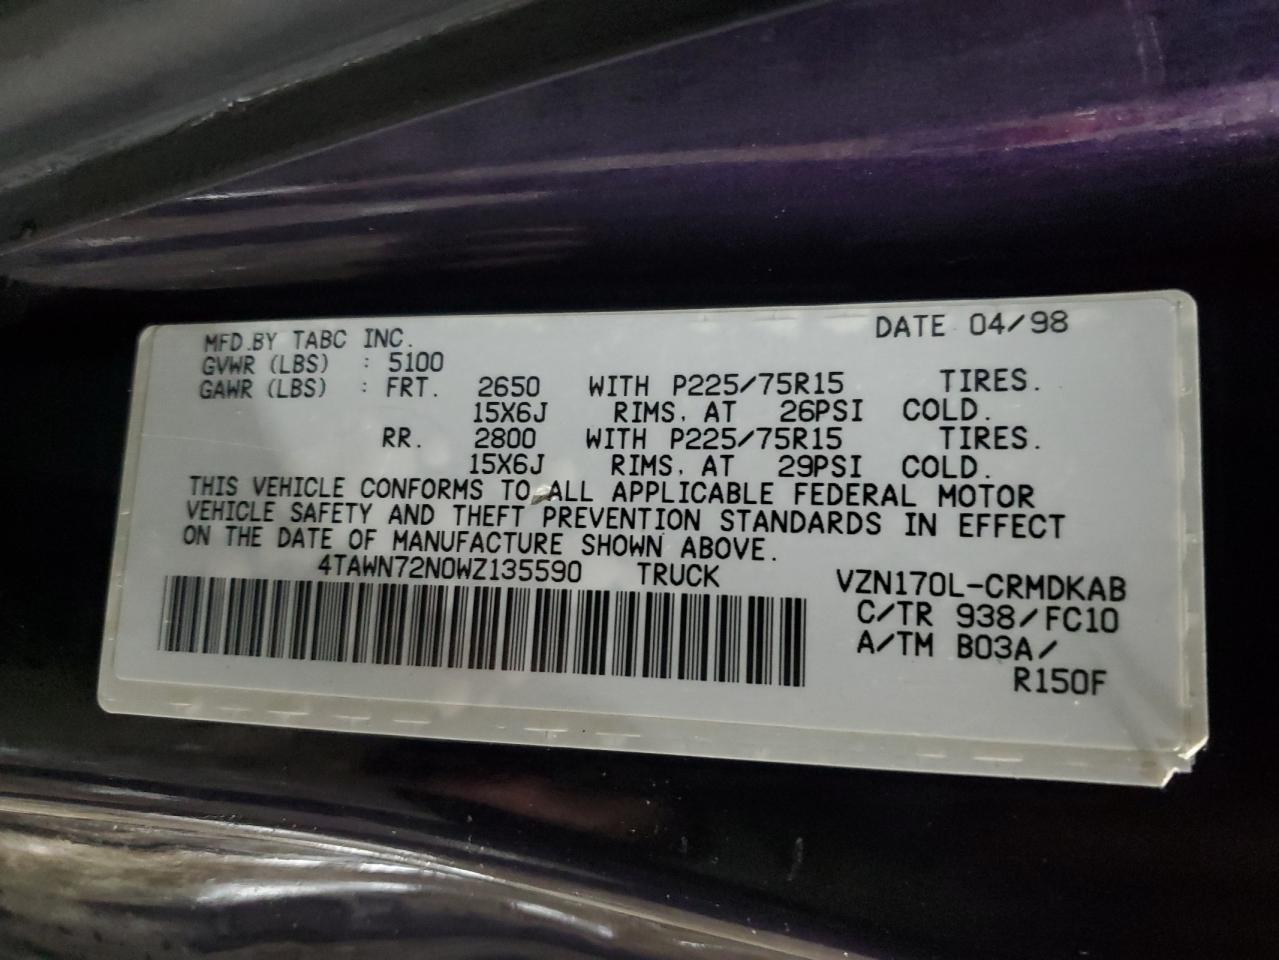 MFD.BY TABC INC. DATE 04/98
GVWR (LBS) : 5100
GAWR (LBS) : FRT. 2650 WITH P225/75R15 TIRES.
15X6J RIMS, AT 26PSI COLD.
RR. 2800 WITH P225/75R15 TIRES.
15X6J RIMS, AT 29PSI COLD.
THIS VEHICLE CONFORMS TO ALL APPLICABLE FEDERAL MOTOR
VEHICLE SAFETY AND THEFT PREVENTION STANDARDS IN EFFECT
ON THE DATE OF MANUFACTURE SHOWN ABOVE.
4TAWN72N0WZ135590 TRUCK VZN170L-CRMDKAB
C/TR 938/FC10
A/TM B03A/
R150F